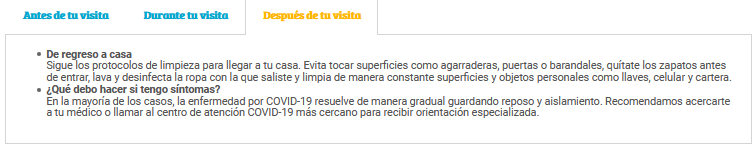 Antes de tu visita Durante tu visita Después de tu visita
• De regreso a casa
Sigue los protocolos de limpieza para llegar a tu casa. Evita tocar superficies como agarraderas, puertas o barandales, quítate los zapatos antes
de entrar, lava y desinfecta la ropa con la que saliste y limpia de manera constante superficies y objetos personales como llaves, celular y cartera.
• ¿Qué debo hacer si tengo síntomas?
En la mayoría de los casos, la enfermedad por COVID-19 resuelve de manera gradual guardando reposo y aislamiento. Recomendamos acercarte
a tu médico o llamar al centro de atención COVID-19 más cercano para recibir orientación especializada.